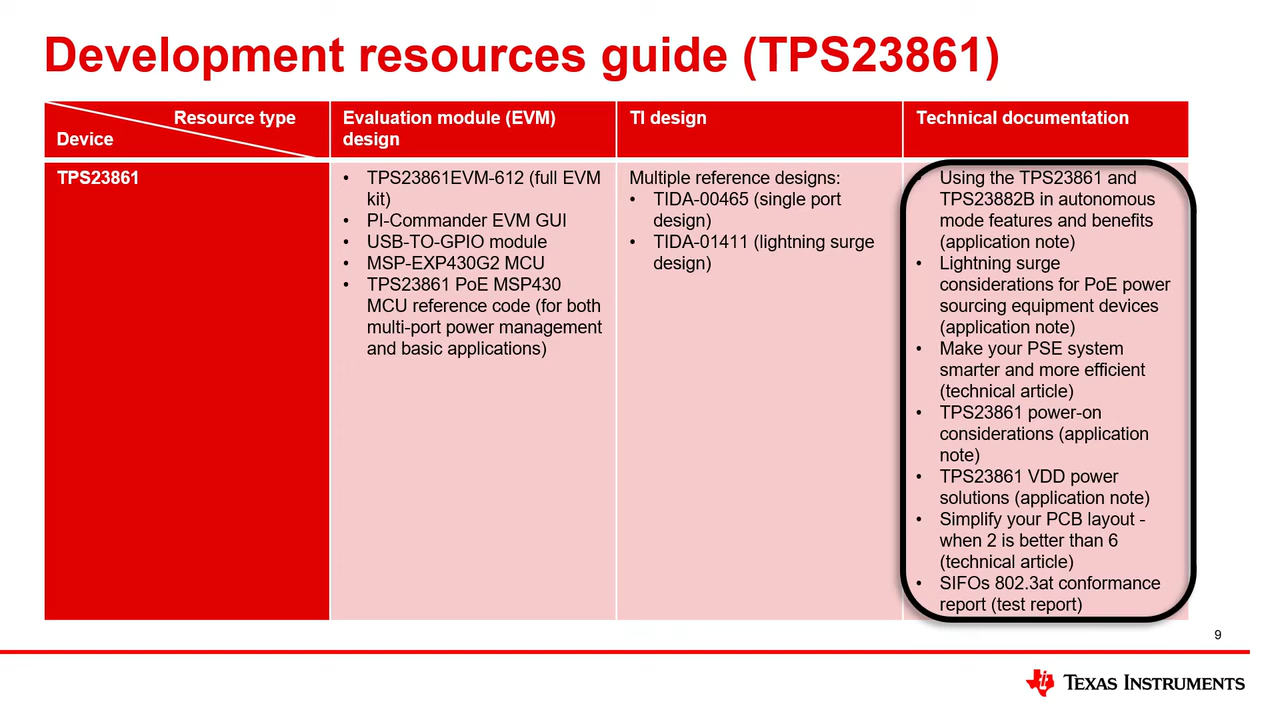 Development resources guide (TPS23861)
Resource type
Device
Evaluation module (EVM)
design
TI design
Technical documentation
TPS23861
• TPS23861EVM-612 (full EVM
kit)
• PI-Commander EVM GUI
• USB-TO-GPIO module
• MSP-EXP430G2 MCU
• TPS23861 PoE MSP430
MCU reference code (for both
multi-port power management
and basic applications)
Multiple reference designs:
• TIDA-00465 (single port
design)
• TIDA-01411 (lightning surge
design)
• Using the TPS23861 and
TPS23882B in autonomous
mode features and benefits
(application note)
• Lightning surge
considerations for PoE power
sourcing equipment devices
(application note)
• Make your PSE system
smarter and more efficient
(technical article)
• TPS23861 power-on
considerations (application
note)
• TPS23861 VDD power
solutions (application note)
• Simplify your PCB layout -
when 2 is better than 6
(technical article)
• SIFOs 802.3at conformance
report (test report)
9
TEXAS INSTRUMENTS